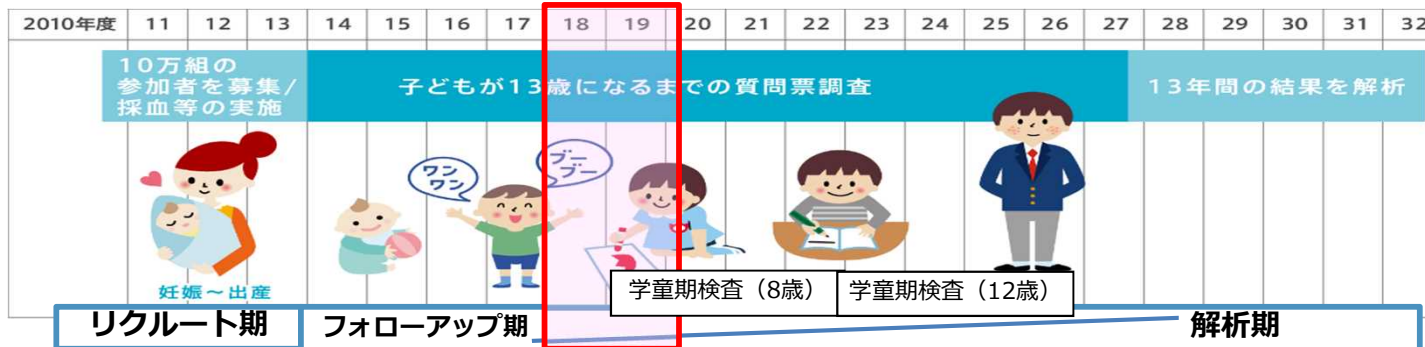 2010年度 11 12 13 14 15 16 17 18 19 20 21 22 23 24 25 26 27 28 29 30 31 32
10万組の
参加者を募集/
採血等の実施
子どもが13歳になるまでの質問票調査
13年間の結果を解析
ワン
ワン
ブー
ブー
妊娠～出産
学童期検査（8歳）
学童期検査（12歳）
リクルート期
フォローアップ期
解析期